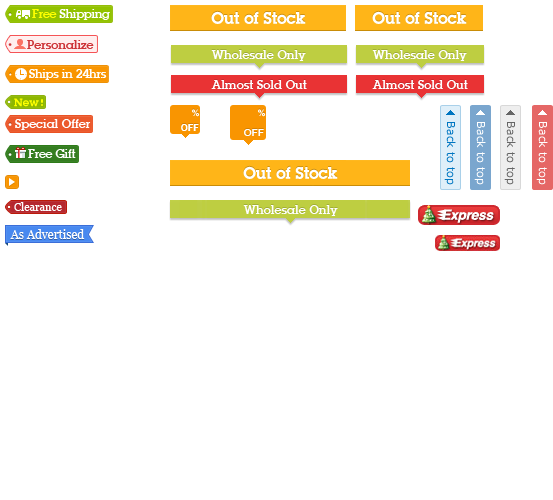 Free Shipping
Personalize
Ships in 24hrs
New!
Special Offer
Free Gift
Clearance
As Advertised
Out of Stock
Out of Stock
Wholesale Only
Wholesale Only
Almost Sold Out
Almost Sold Out
%
OFF
%
OFF
Out of Stock
Wholesale Only
Back to top
Back to top
Back to top
Back to top
Express
Express